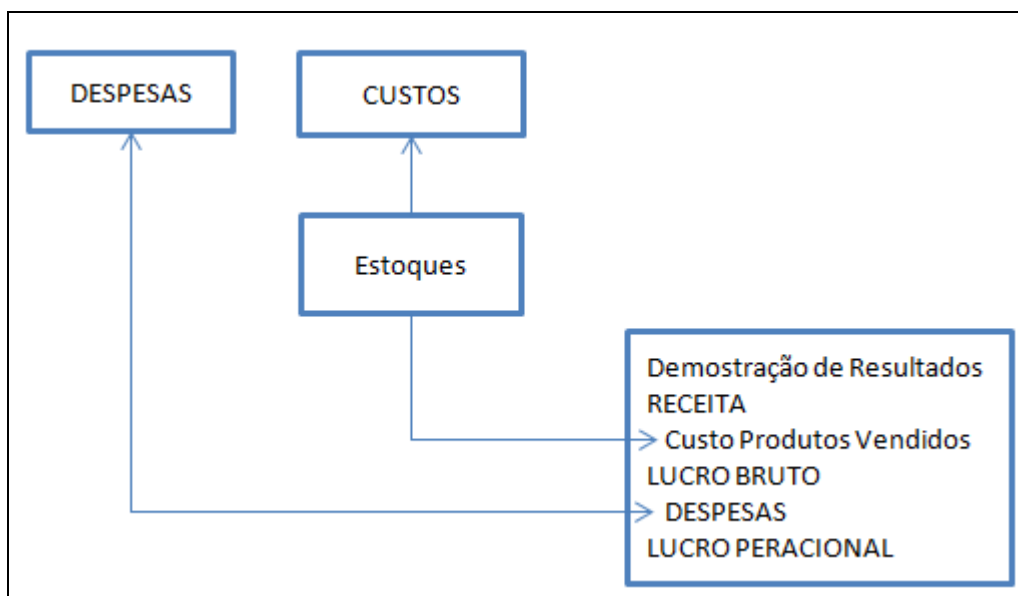 DESPESAS
CUSTOS
Estoques
Demostração de Resultados
RECEITA
Custo Produtos Vendidos
LUCRO BRUTO
DESPESAS
LUCRO PERACIONAL